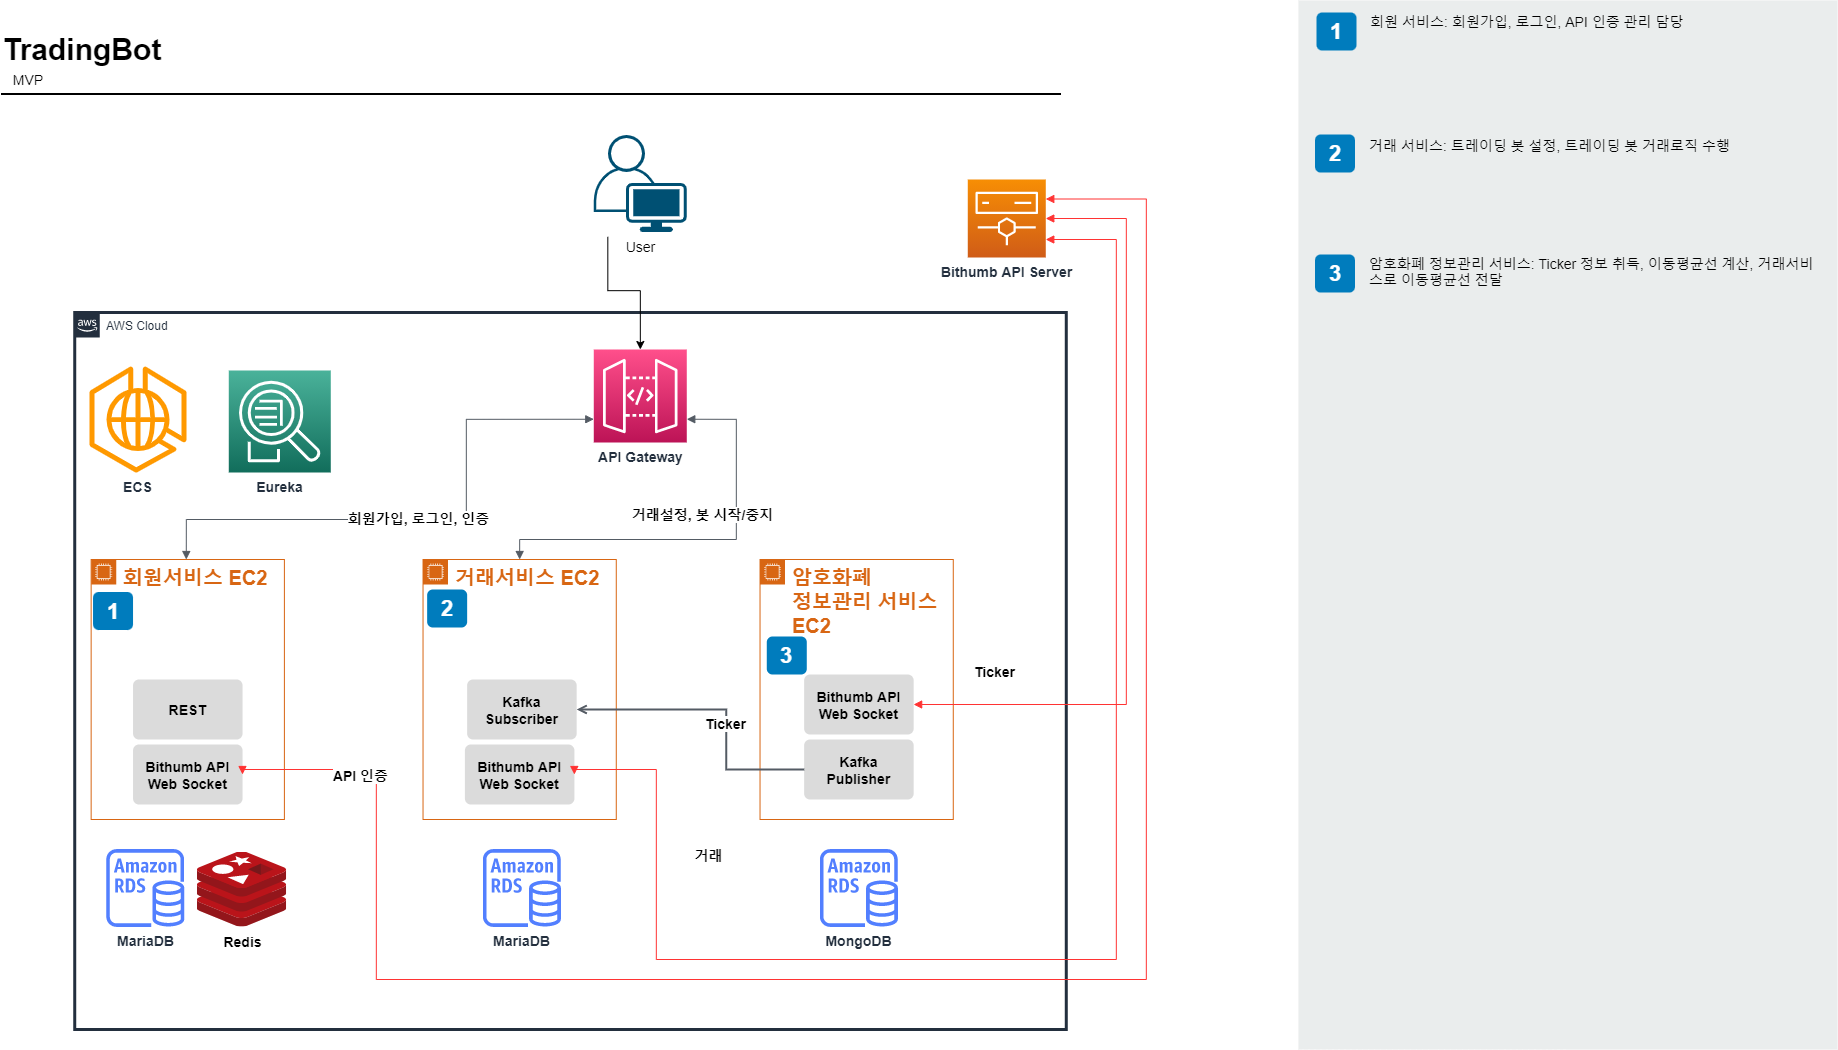 TradingBot
MVP
User
Bithumb API Server
aws
AWS Cloud
ECS
Eureka
API Gateway
회원가입, 로그인, 인증
거래설정, 봇 시작/중지
회원서비스 EC2
1
REST
Bithumb API
Web Socket
API 인증
거래서비스 EC2
2
Kafka
Subscriber
Bithumb API
Web Socket
Ticker
암호화폐
정보관리 서비스
EC2
3
Bithumb API
Web Socket
Kafka
Publisher
Ticker
거래
Amazon
RDS
MariaDB
Redis
Amazon
RDS
MariaDB
Amazon
RDS
MongoDB
1
회원 서비스: 회원가입, 로그인, API 인증 관리 담당
2
거래 서비스: 트레이딩 봇 설정, 트레이딩 봇 거래로직 수행
3
암호화폐 정보관리 서비스: Ticker 정보 취득, 이동평균선 계산, 거래서비
스로 이동평균선 전달